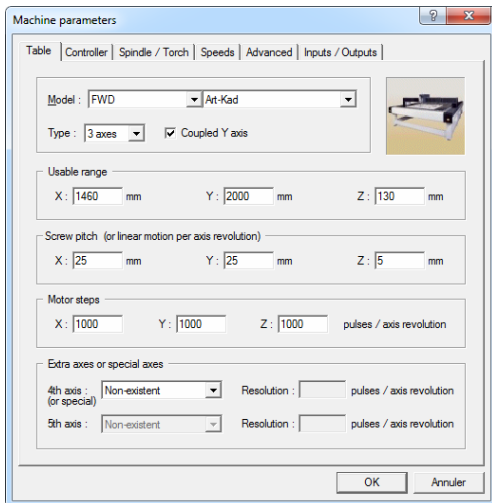 Machine parameters
Table Controller Spindle / Torch Speeds Advanced Inputs / Outputs
Model : FWD Art-Kad
Type : 3 axes Coupled Y axis
Usable range
X : 1460 mm Y : 2000 mm Z : 130 mm
Screw pitch (or linear motion per axis revolution)
X : 25 mm Y : 25 mm Z : 5 mm
Motor steps
X : 1000 Y : 1000 Z : 1000 pulses / axis revolution
Extra axes or special axes
4th axis : Non-existent Resolution : pulses / axis revolution
(or special)
5th axis : Non-existent Resolution : pulses / axis revolution
OK Annuler